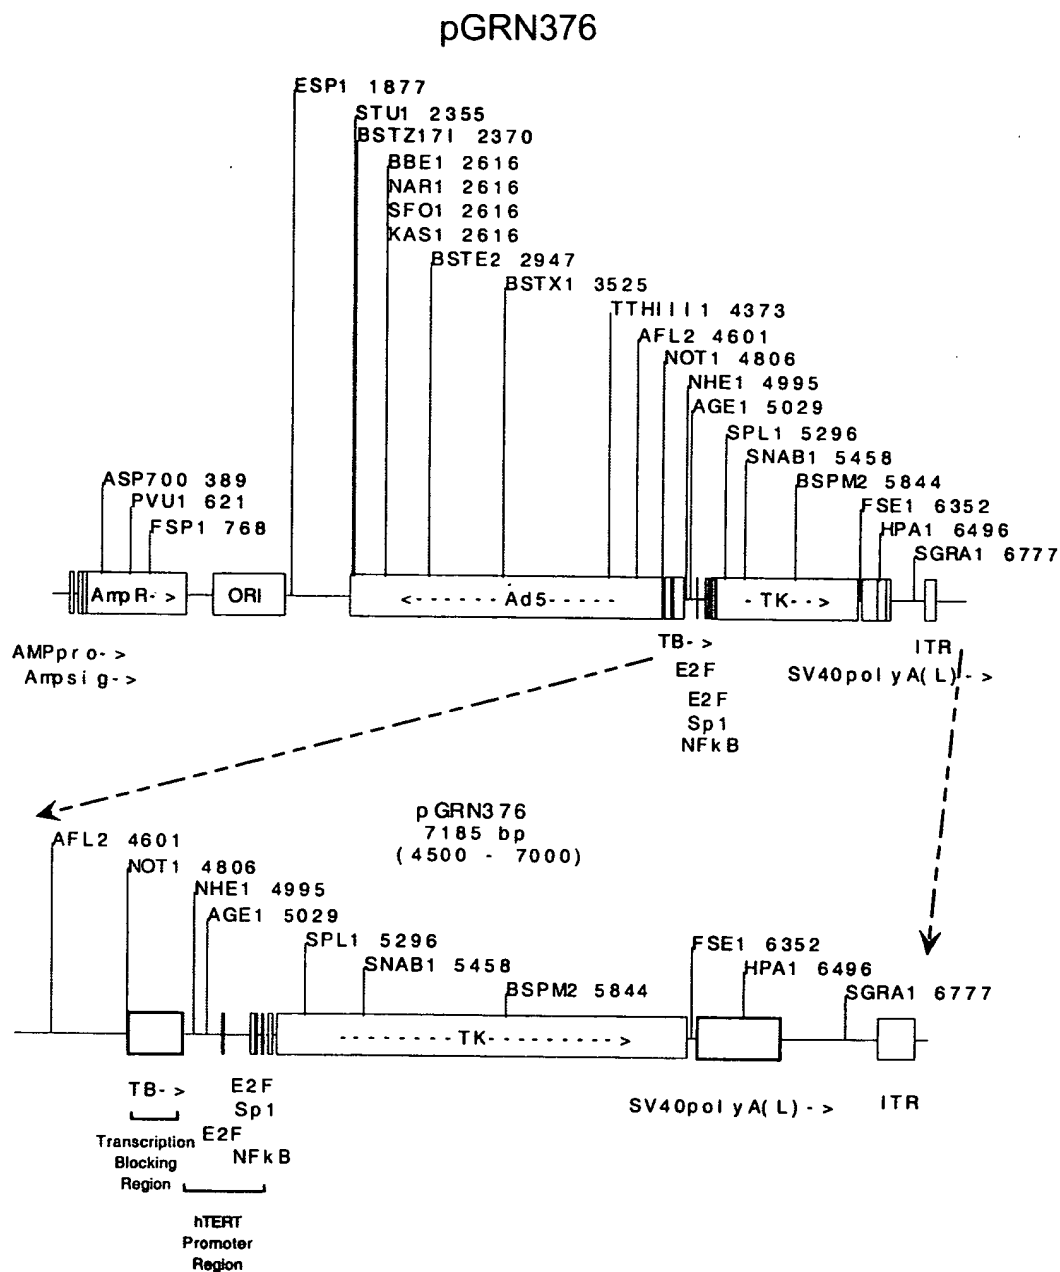 pGRN376
ESP1 1877
STU1 2355
BSTZ17I 2370
BBE1 2616
NAR1 2616
SFO1 2616
KAS1 2616
BSTE2 2947
BSTX1 3525
TTHIII1 4373
AFL2 4601
NOT1 4806
NHE1 4995
AGE1 5029
SPL1 5296
SNAB1 5458
BSPM2 5844
ASP700 389
PVU1 621
FSP1 768
FSE1 6352
HPA1 6496
SGRA1 6777
AmpR->
ORI
<------Ad5-----
-TK-->
AMPpro->
Ampsig->
TB->
E2F
E2F
Sp1
NFkB
ITR
SV40polyA(L)->
pGRN376
7185 bp
(4500 - 7000)
AFL2 4601
NOT1 4806
NHE1 4995
AGE1 5029
SPL1 5296
SNAB1 5458
BSPM2 5844
FSE1 6352
HPA1 6496
SGRA1 6777
--------TK--------->
TB->
E2F
Sp1
E2F
NFkB
SV40polyA(L)->
ITR
Transcription
Blocking
Region
hTERT
Promoter
Region